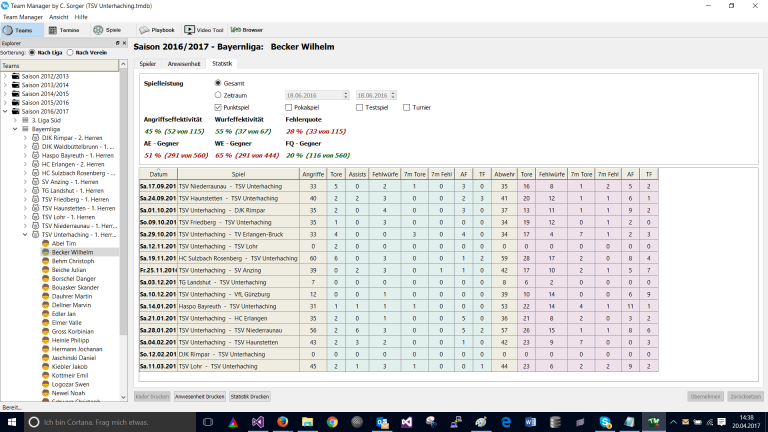 Team Manager by C. Sorger (TSV Unterhaching.tmdb)
Team Manager Ansicht Hilfe
Teams Termine Spiele Playbook Video Tool Browser
Explorer
Sortierung: Nach Liga Nach Verein
Teams
Saison 2012/2013
Saison 2013/2014
Saison 2014/2015
Saison 2015/2016
Saison 2016/2017
3. Liga Süd
Bayernliga
DJK Rimpar - 2. Herren
DJK Waldbüttelbrunn - 1. ...
Haspo Bayreuth - 1. Herren
HC Erlangen - 2. Herren
HC Sulzbach Rosenberg - ...
SV Anzing - 1. Herren
TG Landshut - 1. Herren
TSV Friedberg - 1. Herren
TSV Haunstetten - 1. Herren
TSV Lohr - 1. Herren
TSV Niederraunau - 1. Her...
TSV Unterhaching - 1. Herr...
Abel Tim
Becker Wilhelm
Behm Christoph
Beiche Julian
Borschel Danger
Bouasker Skander
Dauhrer Martin
Dellner Marvin
Edler Jan
Elmer Valle
Gross Korbinian
Heinle Philipp
Hermann Jochanan
Jaschinski Daniel
Kiebler Jakob
Kottmeir Emil
Logozar Swen
Newel Noah
Saison 2016/2017 - Bayernliga: Becker Wilhelm
Spieler Anwesenheit Statistik
Spielleistung Gesamt
Zeitraum 18.06.2016 18.06.2016
Punktspiel Pokalspiel Testspiel Turnier
Angriffseffektivität Wurfeffektivität Fehlerquote
45 % (52 von 115) 55 % (37 von 67) 28 % (33 von 115)
AE - Gegner WE - Gegner FQ - Gegner
51 % (291 von 560) 65 % (291 von 444) 20 % (116 von 560)
Datum Spiel Angriffe Tore Assists Fehlwürfe 7m Tore 7m Fehl AF TF Abwehr Tore Fehlwürfe 7m Tore 7m Fehl AF TF
Sa.17.09.201 TSV Niederraunau - TSV Unterhaching 33 5 0 2 1 0 3 0 35 16 8 1 2 5 2
Sa.24.09.201 TSV Haunstetten - TSV Unterhaching 40 2 2 3 0 0 2 3 41 20 12 1 1 6 1
Sa.01.10.201 TSV Unterhaching - DJK Rimpar 35 2 0 4 0 0 3 0 37 13 11 1 1 9 2
So.09.10.201 TSV Friedberg - TSV Unterhaching 35 1 0 3 0 0 0 0 34 19 12 0 1 2 0
Sa.29.10.201 TSV Unterhaching - TV Erlangen-Bruck 33 4 0 0 3 0 4 0 34 17 4 7 1 2 3
Sa.12.11.201 TSV Unterhaching - TSV Lohr 0 2 0 0 0 0 0 0 0 0 0 0 0 0 0
Sa.19.11.201 HC Sulzbach Rosenberg - TSV Unterhaching 60 6 0 3 0 0 1 2 59 28 17 2 0 8 4
Fr.25.11.2016 TSV Unterhaching - SV Anzing 39 0 2 3 0 1 1 0 42 17 10 2 1 5 7
Sa.03.12.201 TG Landshut - TSV Unterhaching 7 0 0 0 0 0 0 0 8 6 2 0 0 0 0
Sa.10.12.201 TSV Unterhaching - VfL Günzburg 12 0 0 1 0 0 0 0 39 10 14 0 0 6 9
Sa.14.01.201 Haspo Bayreuth - TSV Unterhaching 31 1 1 1 0 0 0 0 53 22 14 4 1 11 1
Sa.21.01.201 TSV Unterhaching - HC Erlangen 35 2 0 1 0 0 5 0 36 21 8 2 0 3 2
Sa.28.01.201 TSV Unterhaching - TSV Niederraunau 56 2 6 3 0 0 5 2 57 26 15 1 1 8 6
Sa.04.02.201 TSV Unterhaching - TSV Haunstetten 43 2 3 2 0 0 1 0 42 23 9 7 0 0 3
So.12.02.201 DJK Rimpar - TSV Unterhaching 0 0 0 0 0 0 0 0 0 0 0 0 0 0 0
Sa.11.03.201 TSV Lohr - TSV Unterhaching 45 2 1 3 1 0 2 1 44 23 6 2 2 9 2
Kader Drucken Anwesenheit Drucken Statistik Drucken Übernehmen Zurücksetzen
Bereit...
Ich bin Cortana. Frag mich etwas.
14:38
20.04.2017